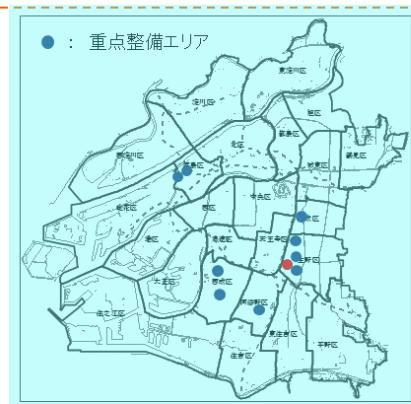 ● : 重点整備エリア
東淀川区
淀川区
旭区
西淀川区
都島区
北区
鶴見区
城東区
福島区
此花区
中央区
西区
港区
浪速区
天王寺区
大正区
生野区
西成区
阿倍野区
住之江区
東住吉区
平野区
住吉区